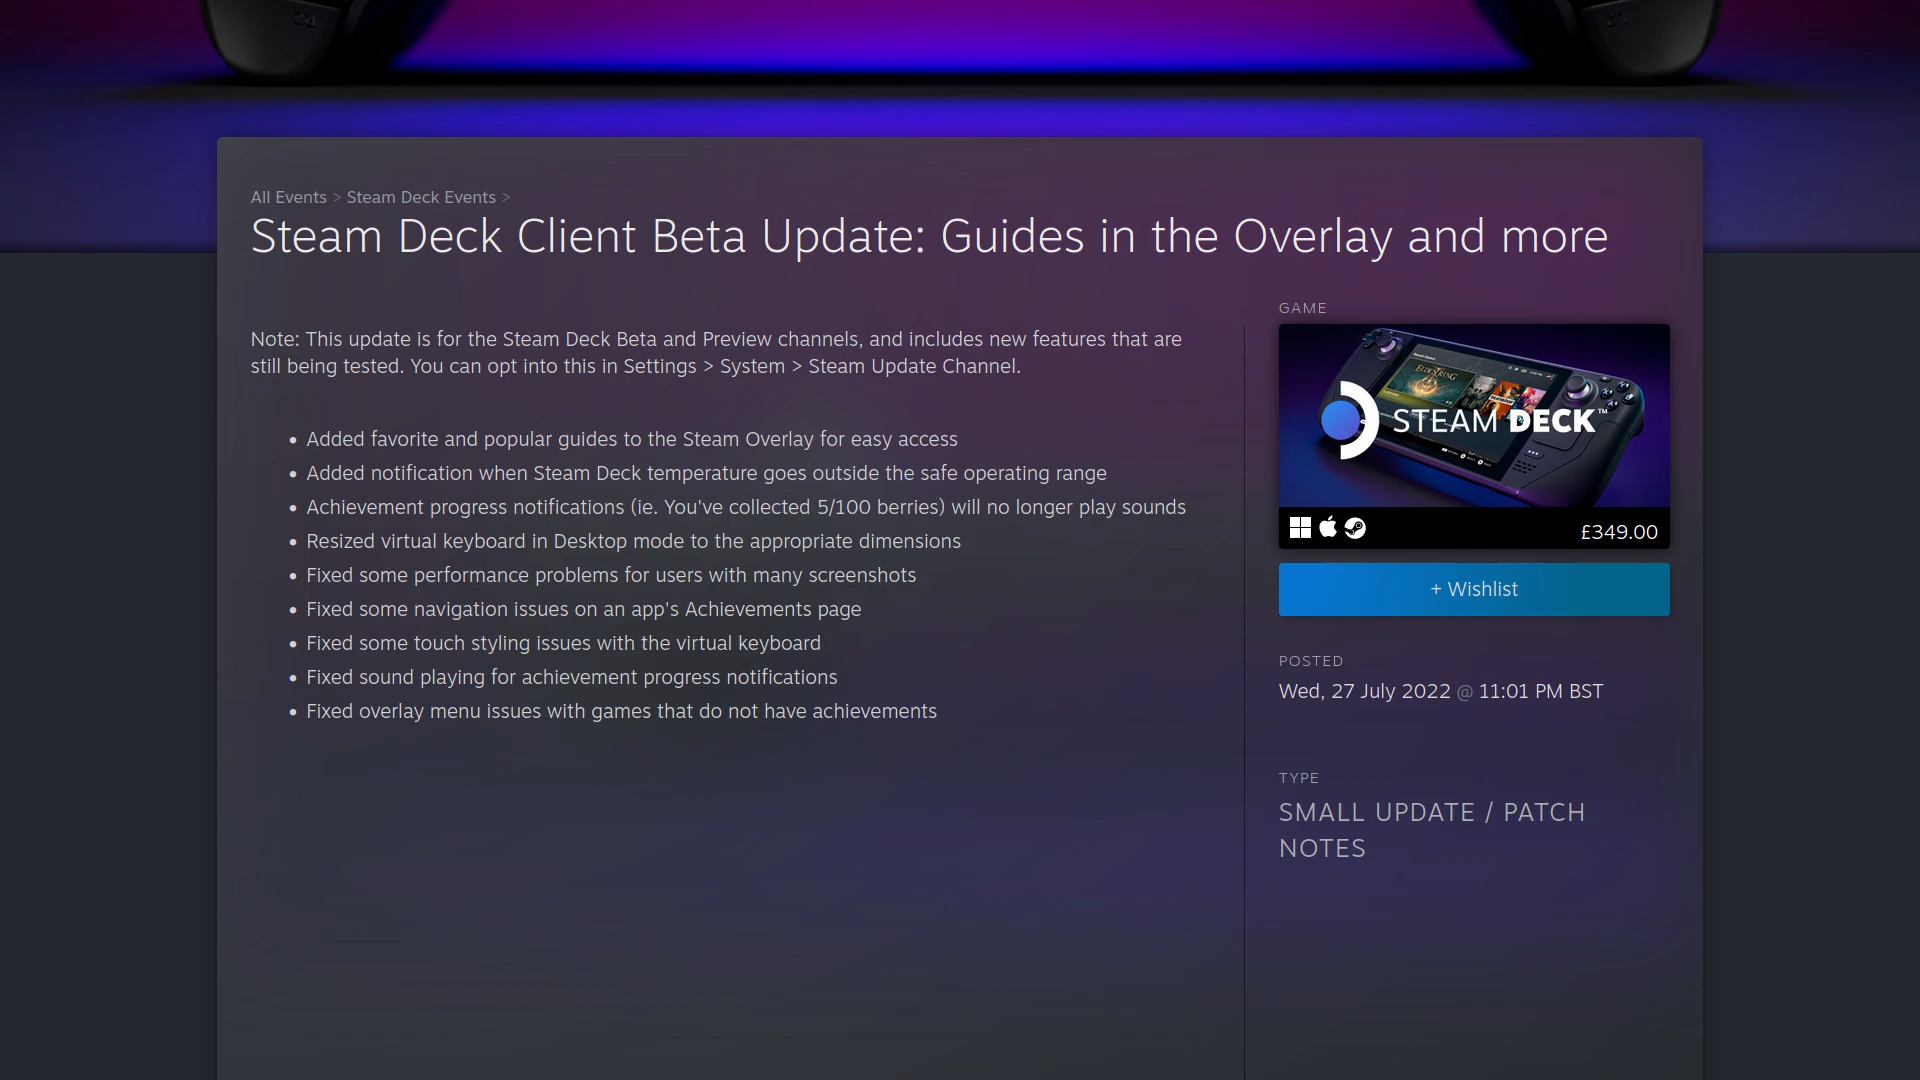 All Events > Steam Deck Events >
Steam Deck Client Beta Update: Guides in the Overlay and more
Note: This update is for the Steam Deck Beta and Preview channels, and includes new features that are
still being tested. You can opt into this in Settings > System > Steam Update Channel.
• Added favorite and popular guides to the Steam Overlay for easy access
• Added notification when Steam Deck temperature goes outside the safe operating range
• Achievement progress notifications (ie. You've collected 5/100 berries) will no longer play sounds
• Resized virtual keyboard in Desktop mode to the appropriate dimensions
• Fixed some performance problems for users with many screenshots
• Fixed some navigation issues on an app's Achievements page
• Fixed some touch styling issues with the virtual keyboard
• Fixed sound playing for achievement progress notifications
• Fixed overlay menu issues with games that do not have achievements
GAME
ELDEN RING
STEAM DECK™
£349.00
+ Wishlist
POSTED
Wed, 27 July 2022 @ 11:01 PM BST
TYPE
SMALL UPDATE / PATCH
NOTES